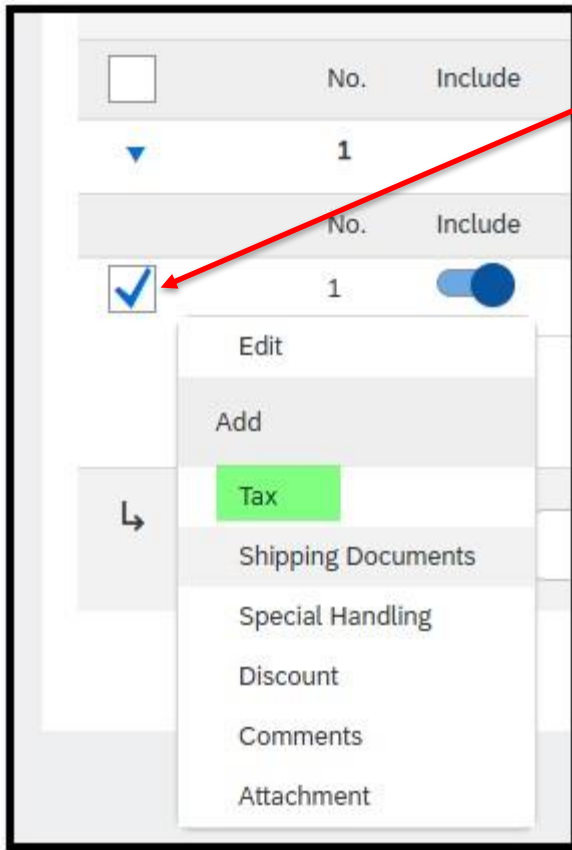 No. Include
1
No. Include
1
Edit
Add
Tax
Shipping Documents
Special Handling
Discount
Comments
Attachment